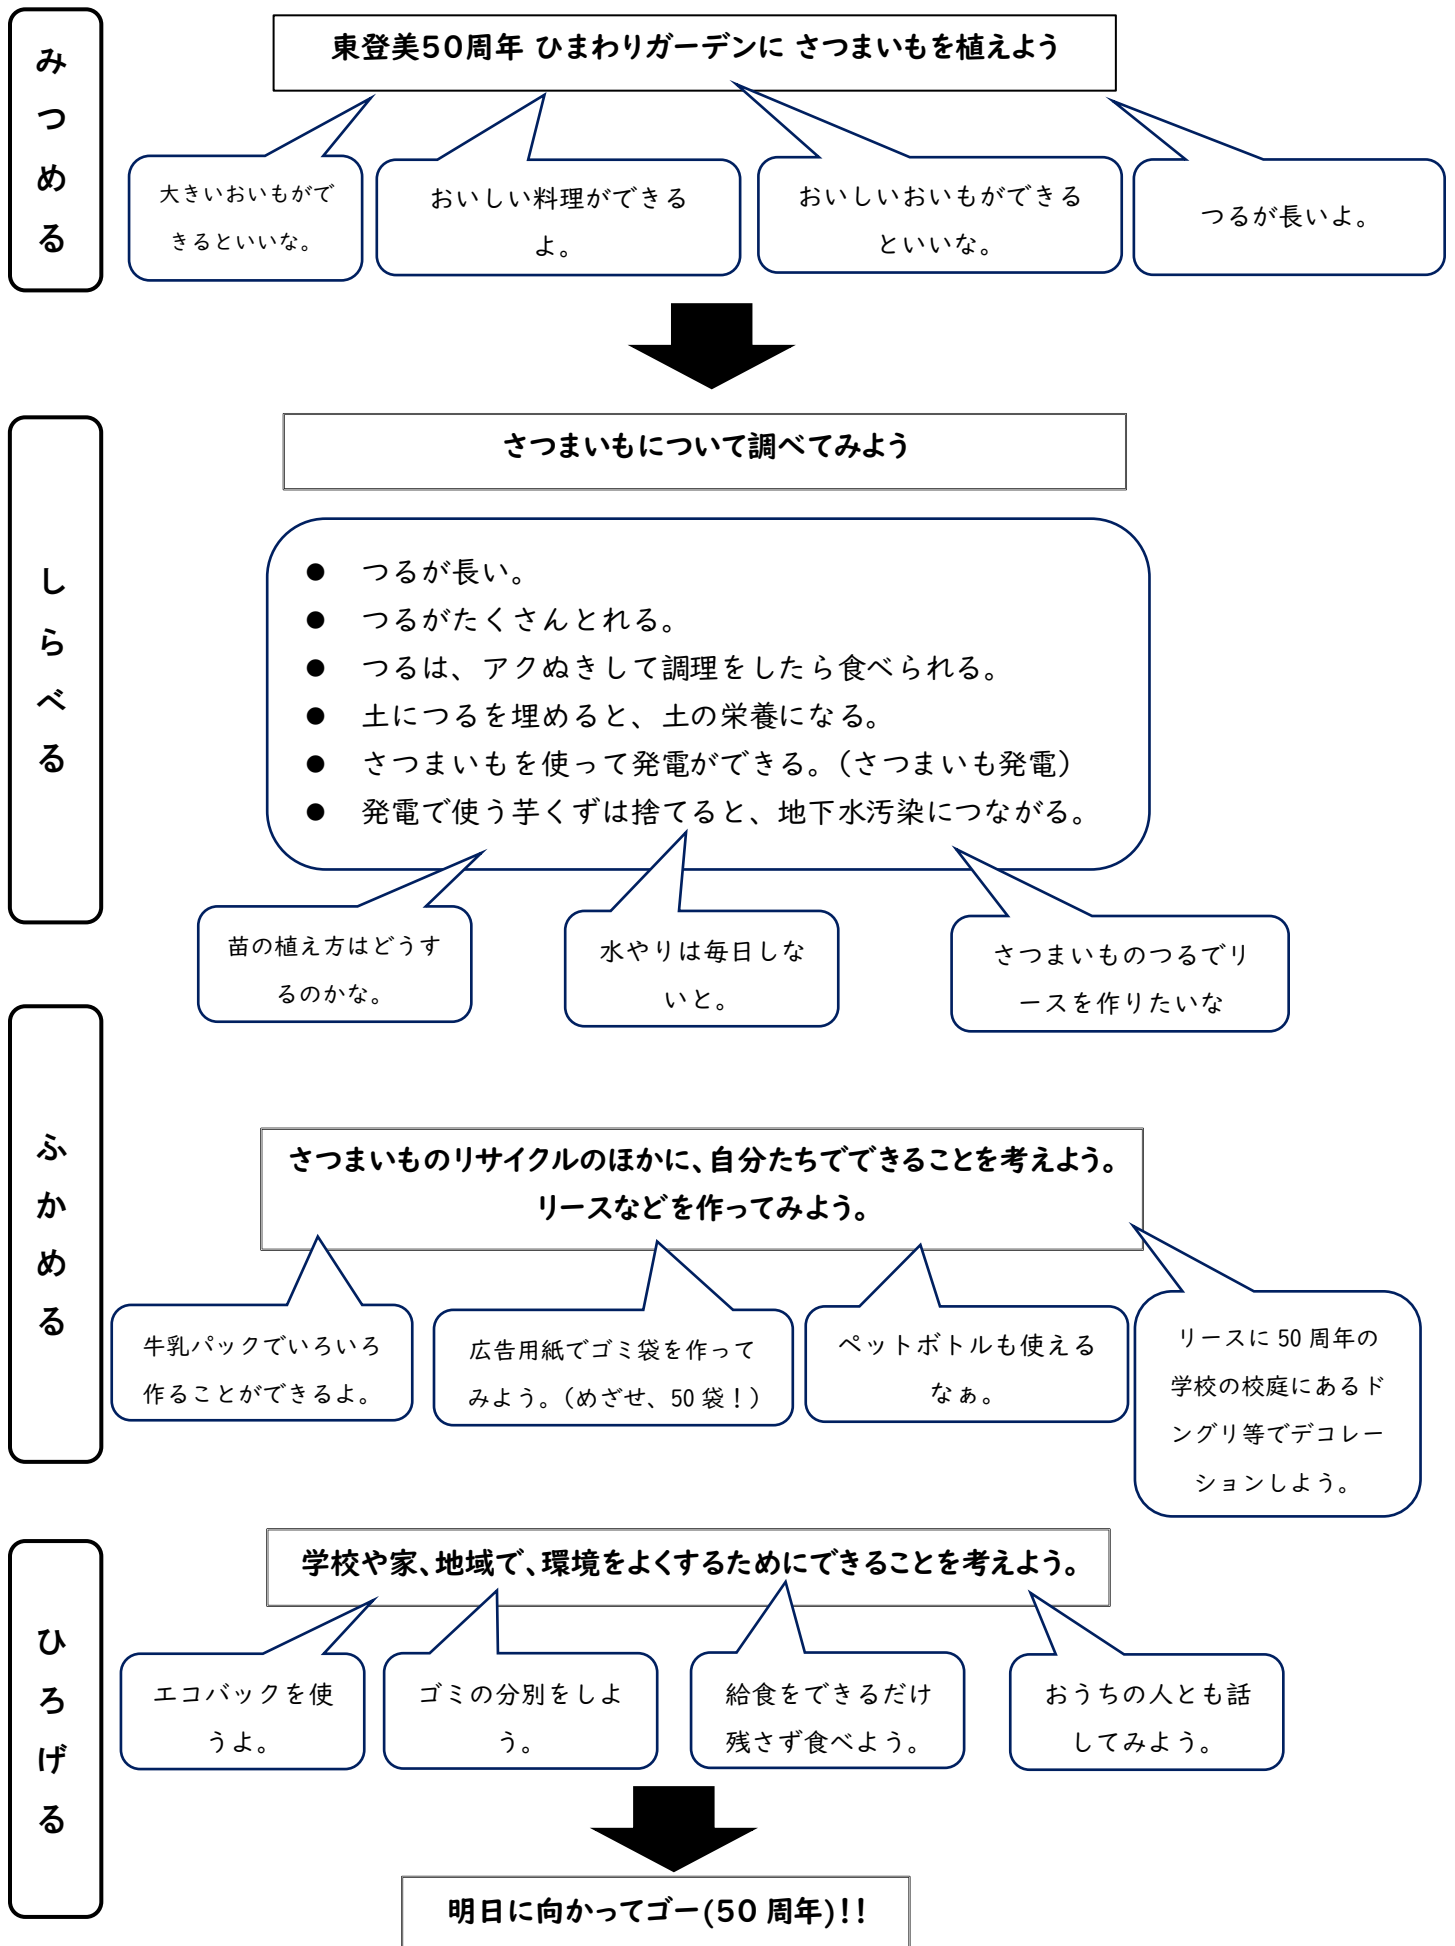 みつめる
東登美50周年 ひまわりガーデンに さつまいもを植えよう
大きいおいもがで
きるといいな。
おいしい料理ができる
よ。
おいしいおいもができる
といいな。
つるが長いよ。
しらべる
さつまいもについて調べてみよう
● つるが長い。
● つるがたくさんとれる。
● つるは、アクぬきして調理をしたら食べられる。
● 土につるを埋めると、土の栄養になる。
● さつまいもを使って発電ができる。(さつまいも発電)
● 発電で使う芋くずは捨てると、地下水汚染につながる。
苗の植え方はどうす
るのかな。
水やりは毎日しな
いと。
さつまいものつるでリ
ースを作りたいな
ふかめる
さつまいものリサイクルのほかに、自分たちでできることを考えよう。
リースなどを作ってみよう。
牛乳パックでいろいろ
作ることができるよ。
広告用紙でゴミ袋を作って
みよう。(めざせ、50袋!)
ペットボトルも使える
なぁ。
リースに50周年の
学校の校庭にあるド
ングリ等でデコレー
ションしよう。
ひろげる
学校や家、地域で、環境をよくするためにできることを考えよう。
エコバックを使
うよ。
ゴミの分別をしよ
う。
給食をできるだけ
残さず食べよう。
おうちの人とも話
してみよう。
明日に向かってゴー(50周年)!!